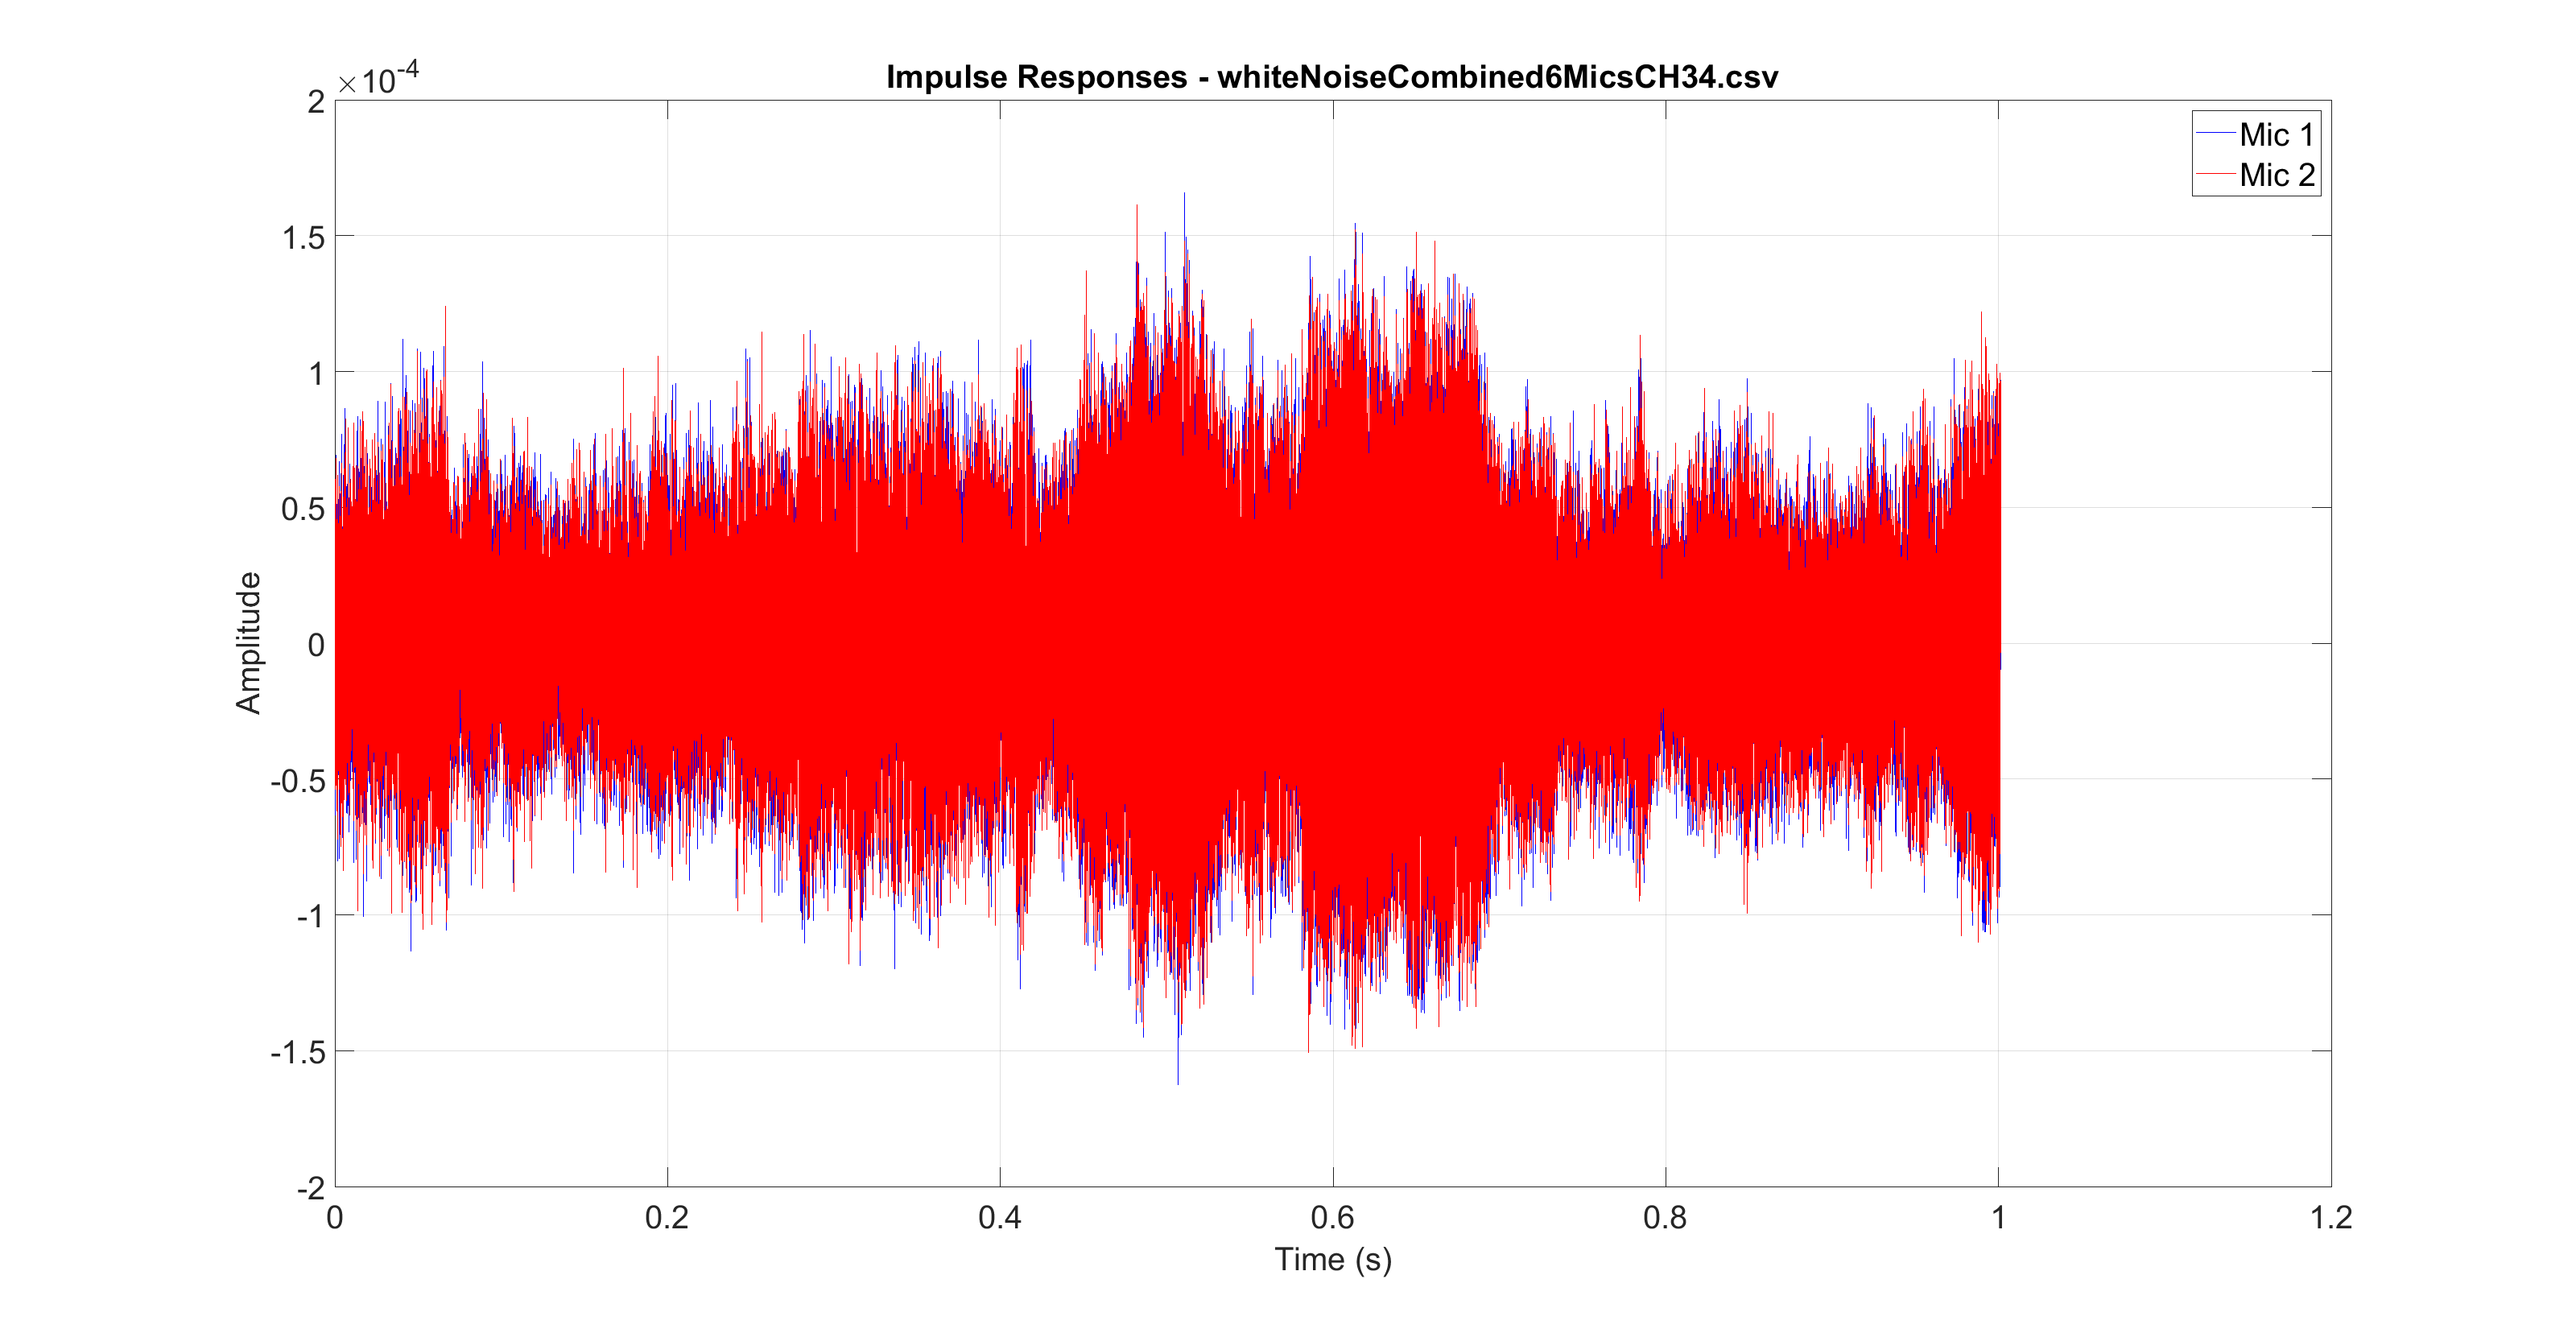 Impulse Responses - whiteNoiseCombined6MicsCH34.csv
×10-4
2
1.5
1
0.5
0
-0.5
-1
-1.5
-2
Amplitude
Mic 1
Mic 2
0 0.2 0.4 0.6 0.8 1 1.2
Time (s)